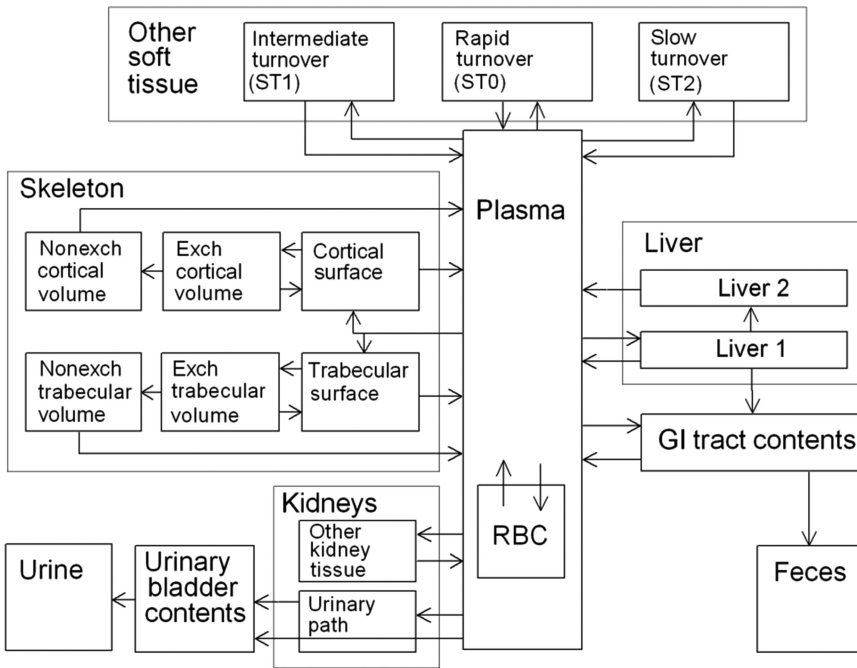 Other
soft
tissue
Intermediate
turnover
(ST1)
Rapid
turnover
(ST0)
Slow
turnover
(ST2)
Skeleton
Plasma
Nonexch
cortical
volume
Exch
cortical
volume
Cortical
surface
Liver
Liver 2
Liver 1
Nonexch
trabecular
volume
Exch
trabecular
volume
Trabecular
surface
GI tract contents
Kidneys
Other
kidney
tissue
RBC
Urine
Urinary
bladder
contents
Urinary
path
Feces